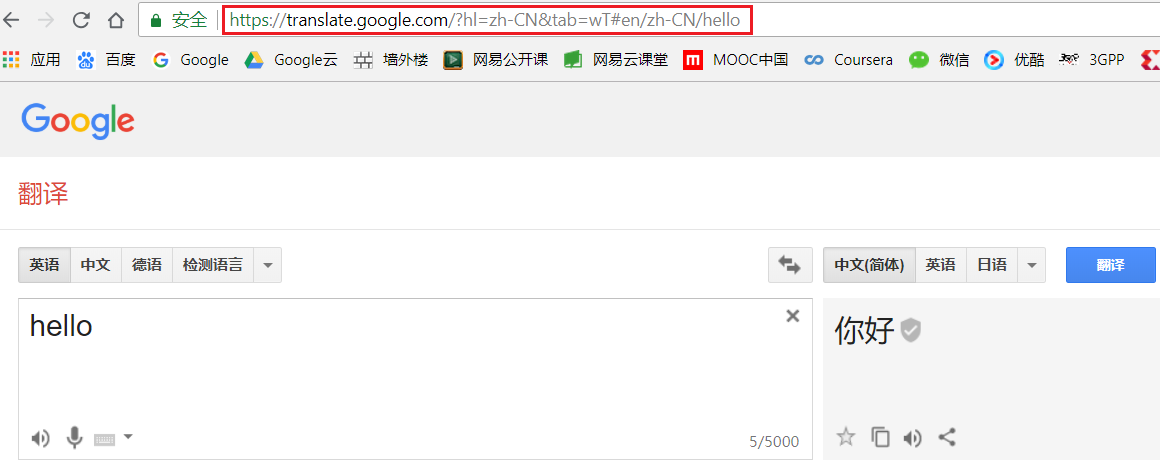 安全 https://translate.google.com/?hl=zh-CN&tab=wT#en/zh-CN/hello
应用 百度 Google Google云 墙外楼 网易公开课 网易云课堂 MOOC中国 Coursera 微信 优酷 3GPP
Google
翻译
英语 中文 德语 检测语言 中文(简体) 英语 日语 翻译
hello 你好
5/5000